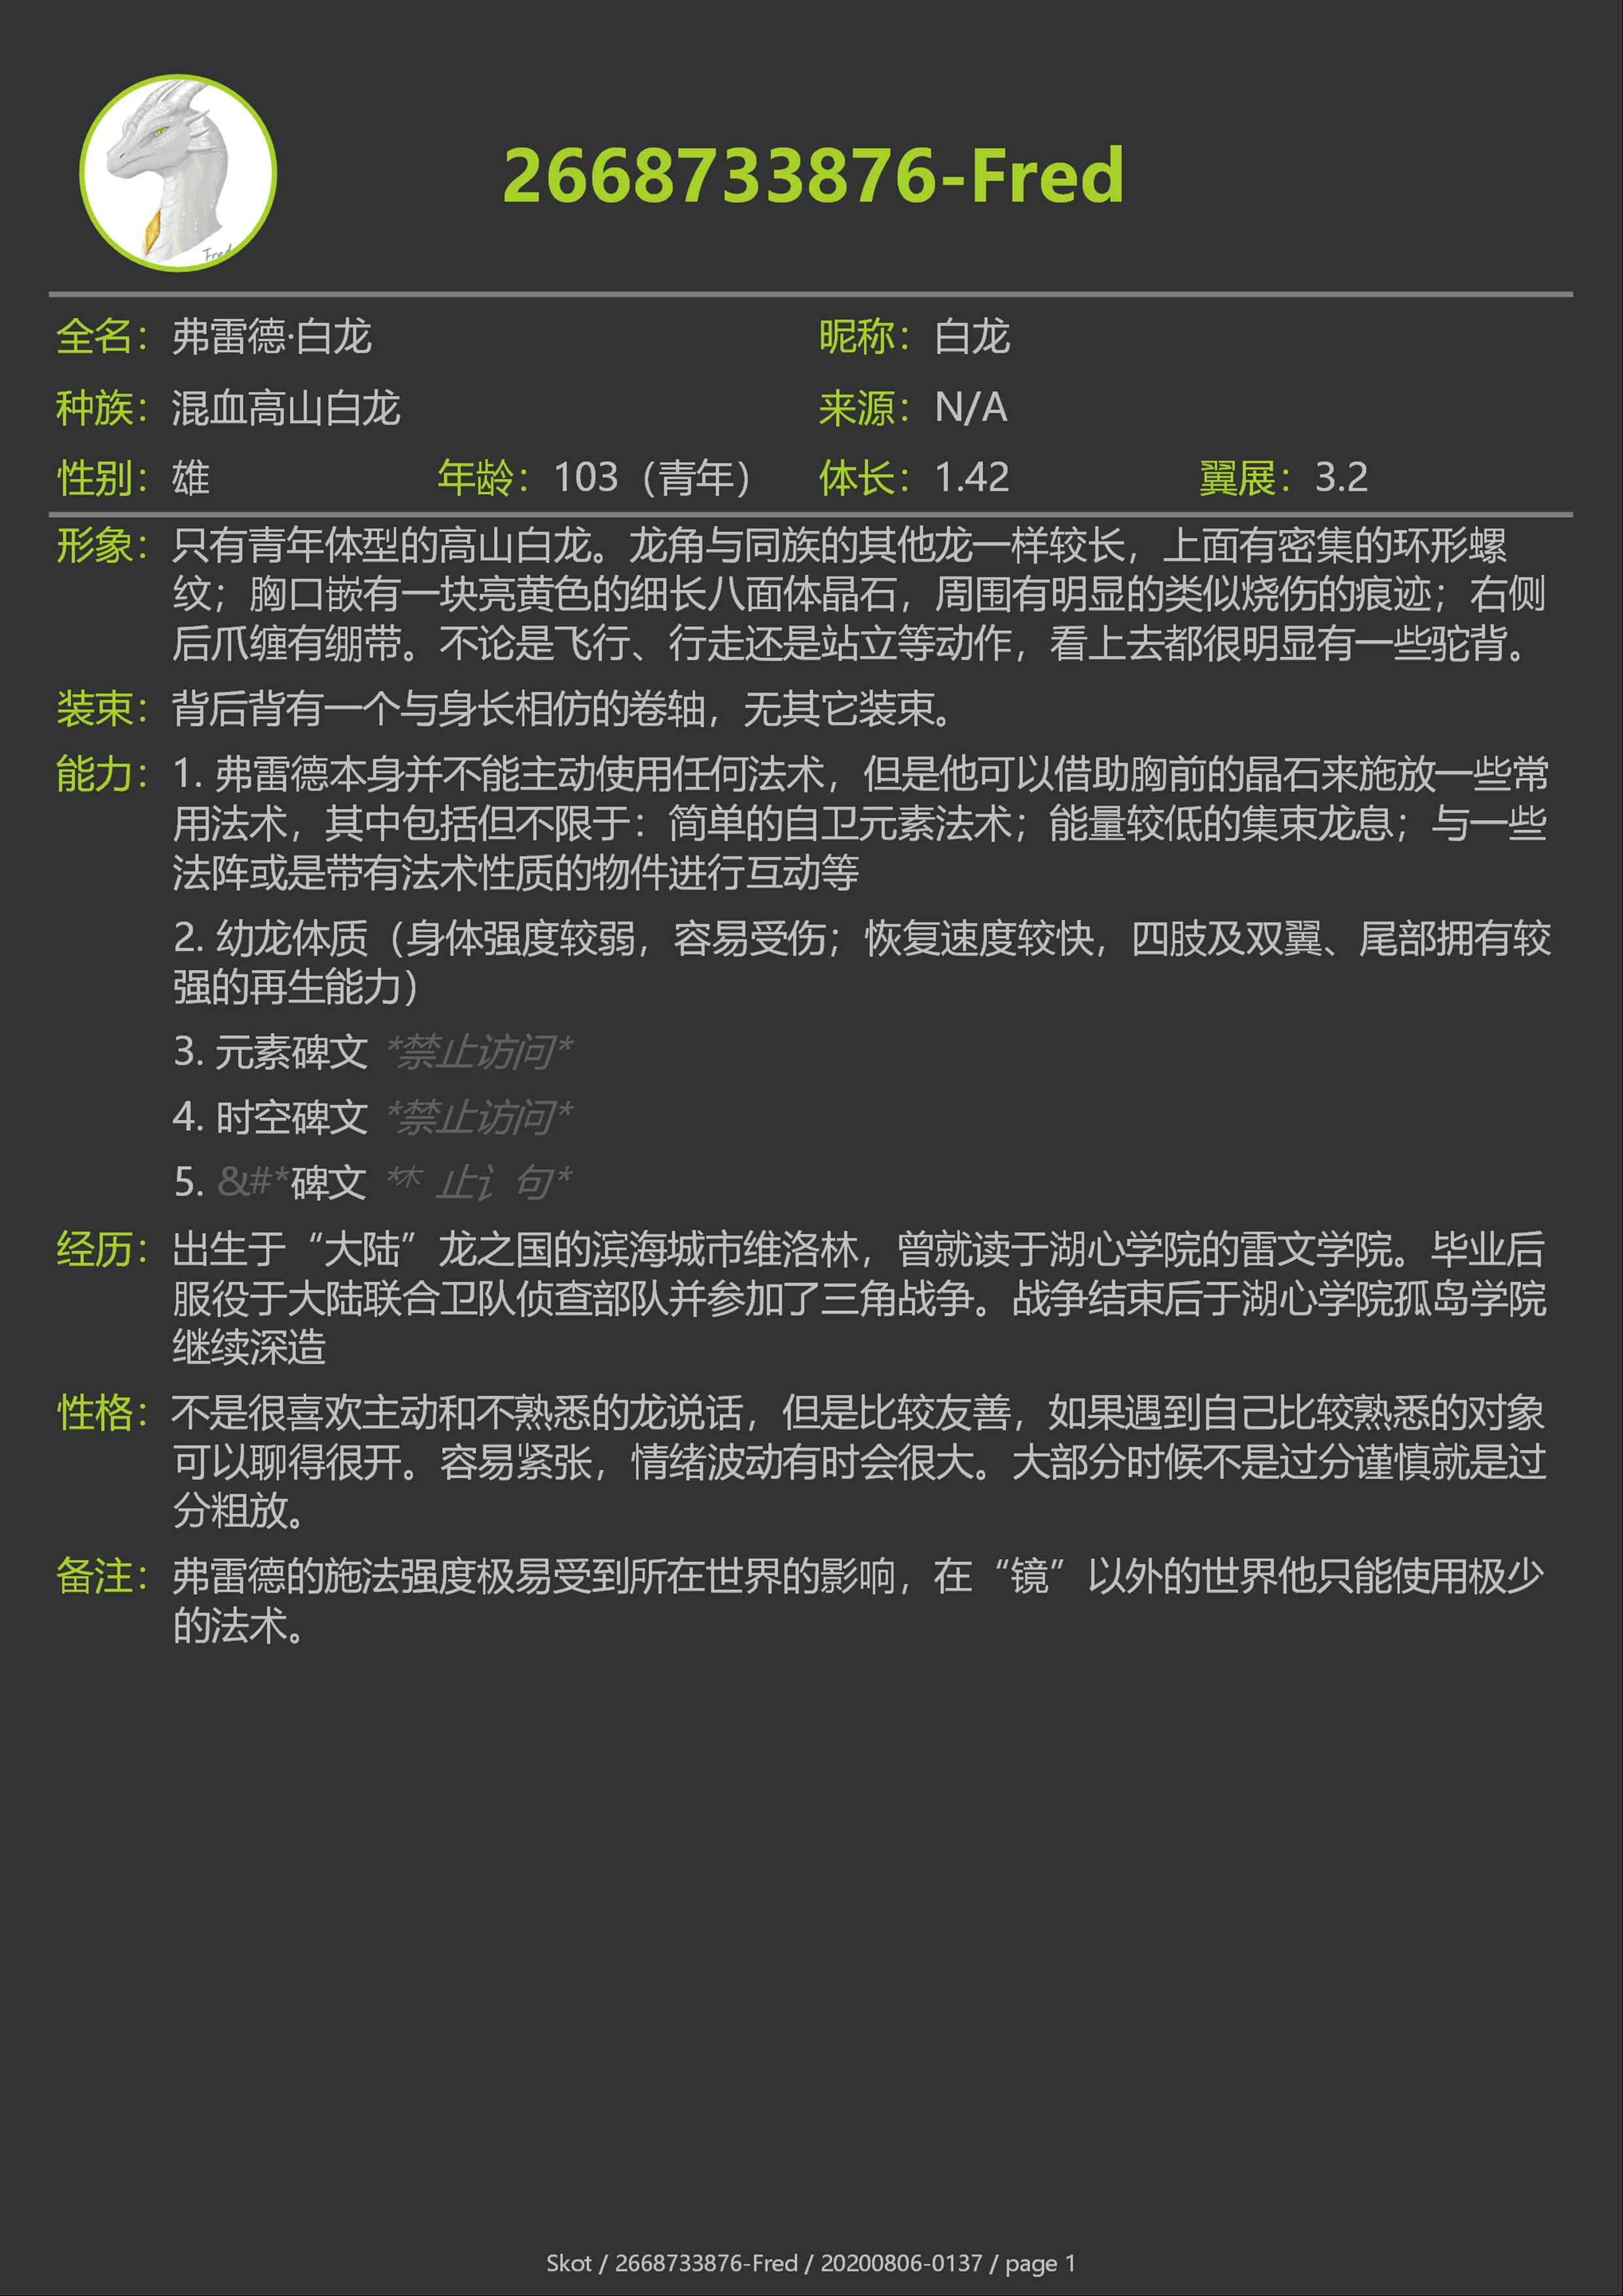 Fred
2668733876-Fred
全名：弗雷德·白龙 昵称：白龙
种族：混血高山白龙 来源：N/A
性别：雄 年龄：103（青年） 体长：1.42 翼展：3.2
形象：只有青年体型的高山白龙。龙角与同族的其他龙一样较长，上面有密集的环形螺
纹；胸口嵌有一块亮黄色的细长八面体晶石，周围有明显的类似烧伤的痕迹；右侧
后爪缠有绷带。不论是飞行、行走还是站立等动作，看上去都很明显有一些驼背。
装束：背后背有一个与身长相仿的卷轴，无其它装束。
能力：1. 弗雷德本身并不能主动使用任何法术，但是他可以借助胸前的晶石来施放一些常
用法术，其中包括但不限于：简单的自卫元素法术；能量较低的集束龙息；与一些
法阵或是带有法术性质的物件进行互动等
2. 幼龙体质（身体强度较弱，容易受伤；恢复速度较快，四肢及双翼、尾部拥有较
强的再生能力）
3. 元素碑文 *禁止访问*
4. 时空碑文 *禁止访问*
5. &#*碑文 *木 止讠句*
经历：出生于“大陆”龙之国的滨海城市维洛林，曾就读于湖心学院的雷文学院。毕业后
服役于大陆联合卫队侦查部队并参加了三角战争。战争结束后于湖心学院孤岛学院
继续深造
性格：不是很喜欢主动和不熟悉的龙说话，但是比较友善，如果遇到自己比较熟悉的对象
可以聊得很开。容易紧张，情绪波动有时会很大。大部分时候不是过分谨慎就是过
分粗放。
备注：弗雷德的施法强度极易受到所在世界的影响，在“镜”以外的世界他只能使用极少
的法术。
Skot / 2668733876-Fred / 20200806-0137 / page 1